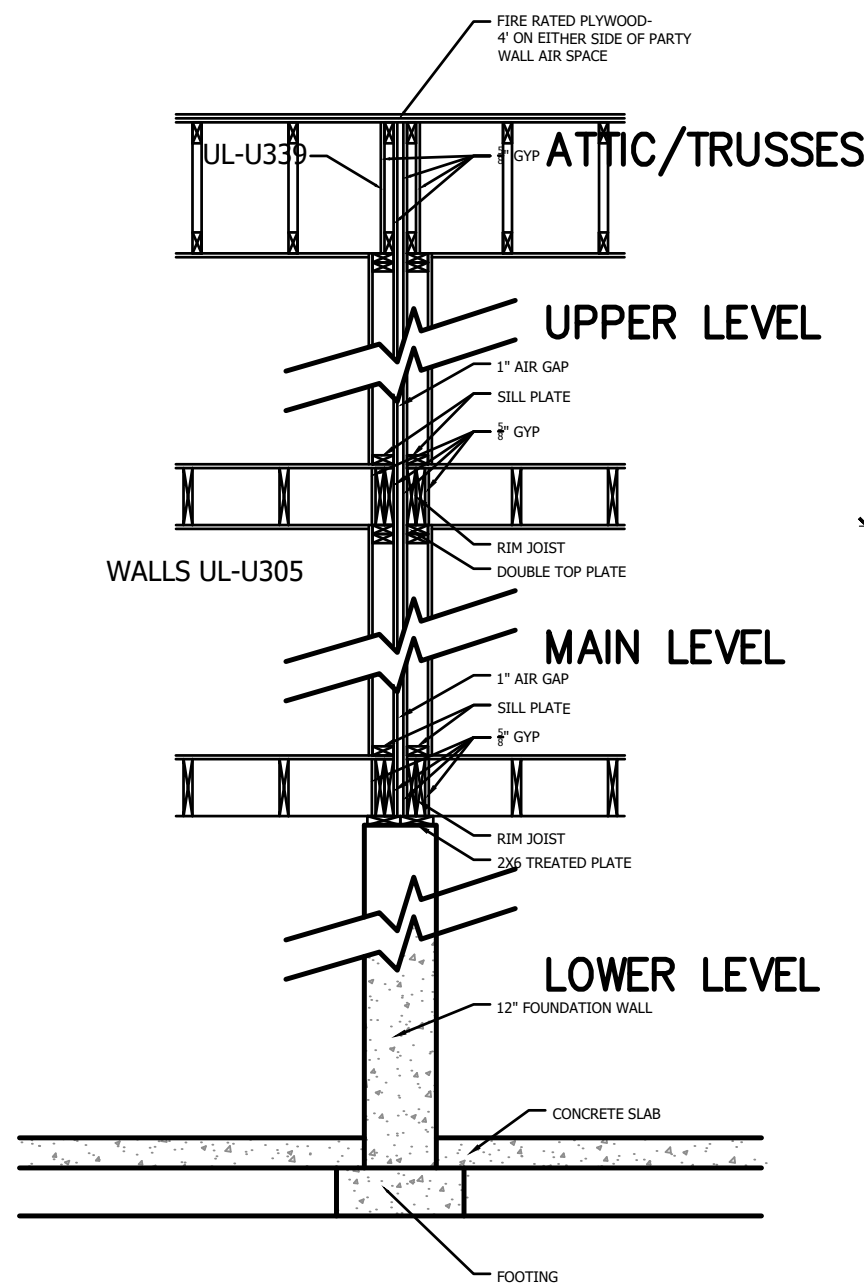 FIRE RATED PLYWOOD-
4' ON EITHER SIDE OF PARTY
WALL AIR SPACE
UL-U339
5/8" GYP
ATTIC/TRUSSES
UPPER LEVEL
1" AIR GAP
SILL PLATE
5/8" GYP
RIM JOIST
DOUBLE TOP PLATE
WALLS UL-U305
MAIN LEVEL
1" AIR GAP
SILL PLATE
5/8" GYP
RIM JOIST
2X6 TREATED PLATE
LOWER LEVEL
12" FOUNDATION WALL
CONCRETE SLAB
FOOTING